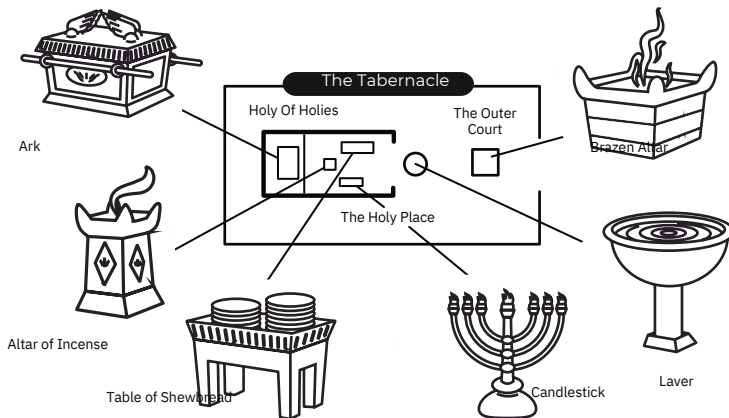 The Tabernacle
Holy Of Holies
The Outer
Court
Ark
Brazen Altar
The Holy Place
Altar of Incense
Table of Shewbread
Candlestick
Laver